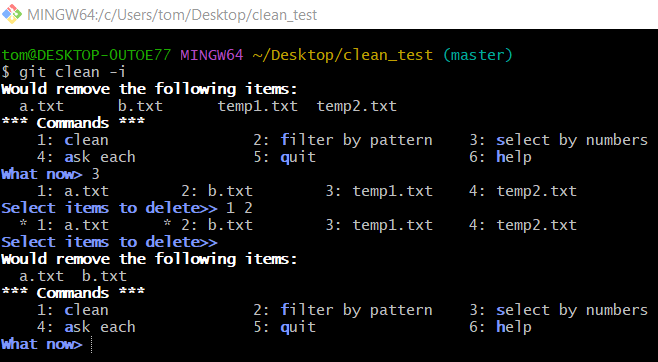 MINGW64:/c/Users/tom/Desktop/clean_test
tom@DESKTOP-OUTOE77 MINGW64 ~/Desktop/clean_test (master)
$ git clean -i
Would remove the following items:
  a.txt      b.txt      temp1.txt  temp2.txt
*** Commands ***
    1: clean                2: filter by pattern    3: select by numbers
    4: ask each             5: quit                 6: help
What now> 3
    1: a.txt        2: b.txt        3: temp1.txt    4: temp2.txt
Select items to delete>> 1 2
  * 1: a.txt      * 2: b.txt        3: temp1.txt    4: temp2.txt
Select items to delete>>
Would remove the following items:
  a.txt  b.txt
*** Commands ***
    1: clean                2: filter by pattern    3: select by numbers
    4: ask each             5: quit                 6: help
What now>